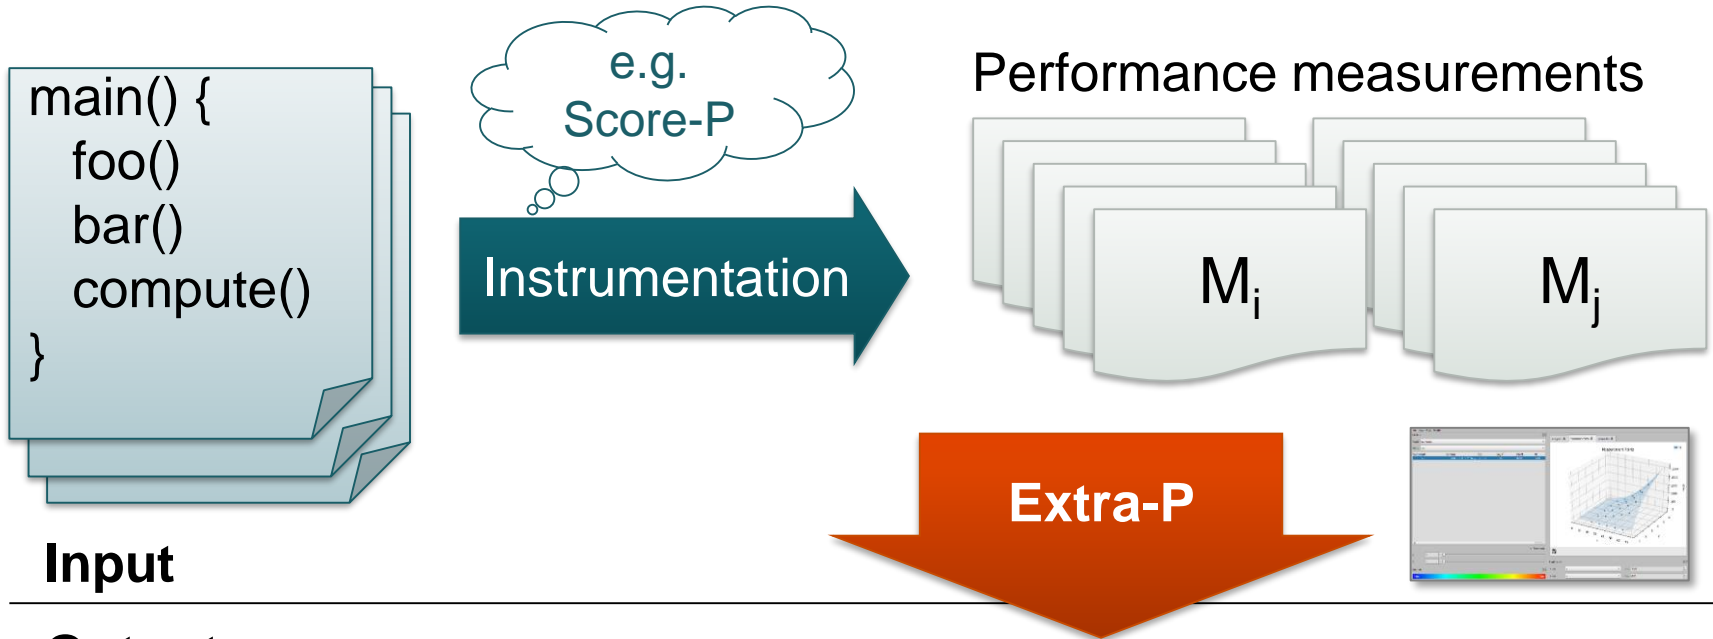 main() {
foo()
bar()
compute()
}
e.g.
Score-P
Instrumentation
Performance measurements
Mi
Mj
Extra-P
Input